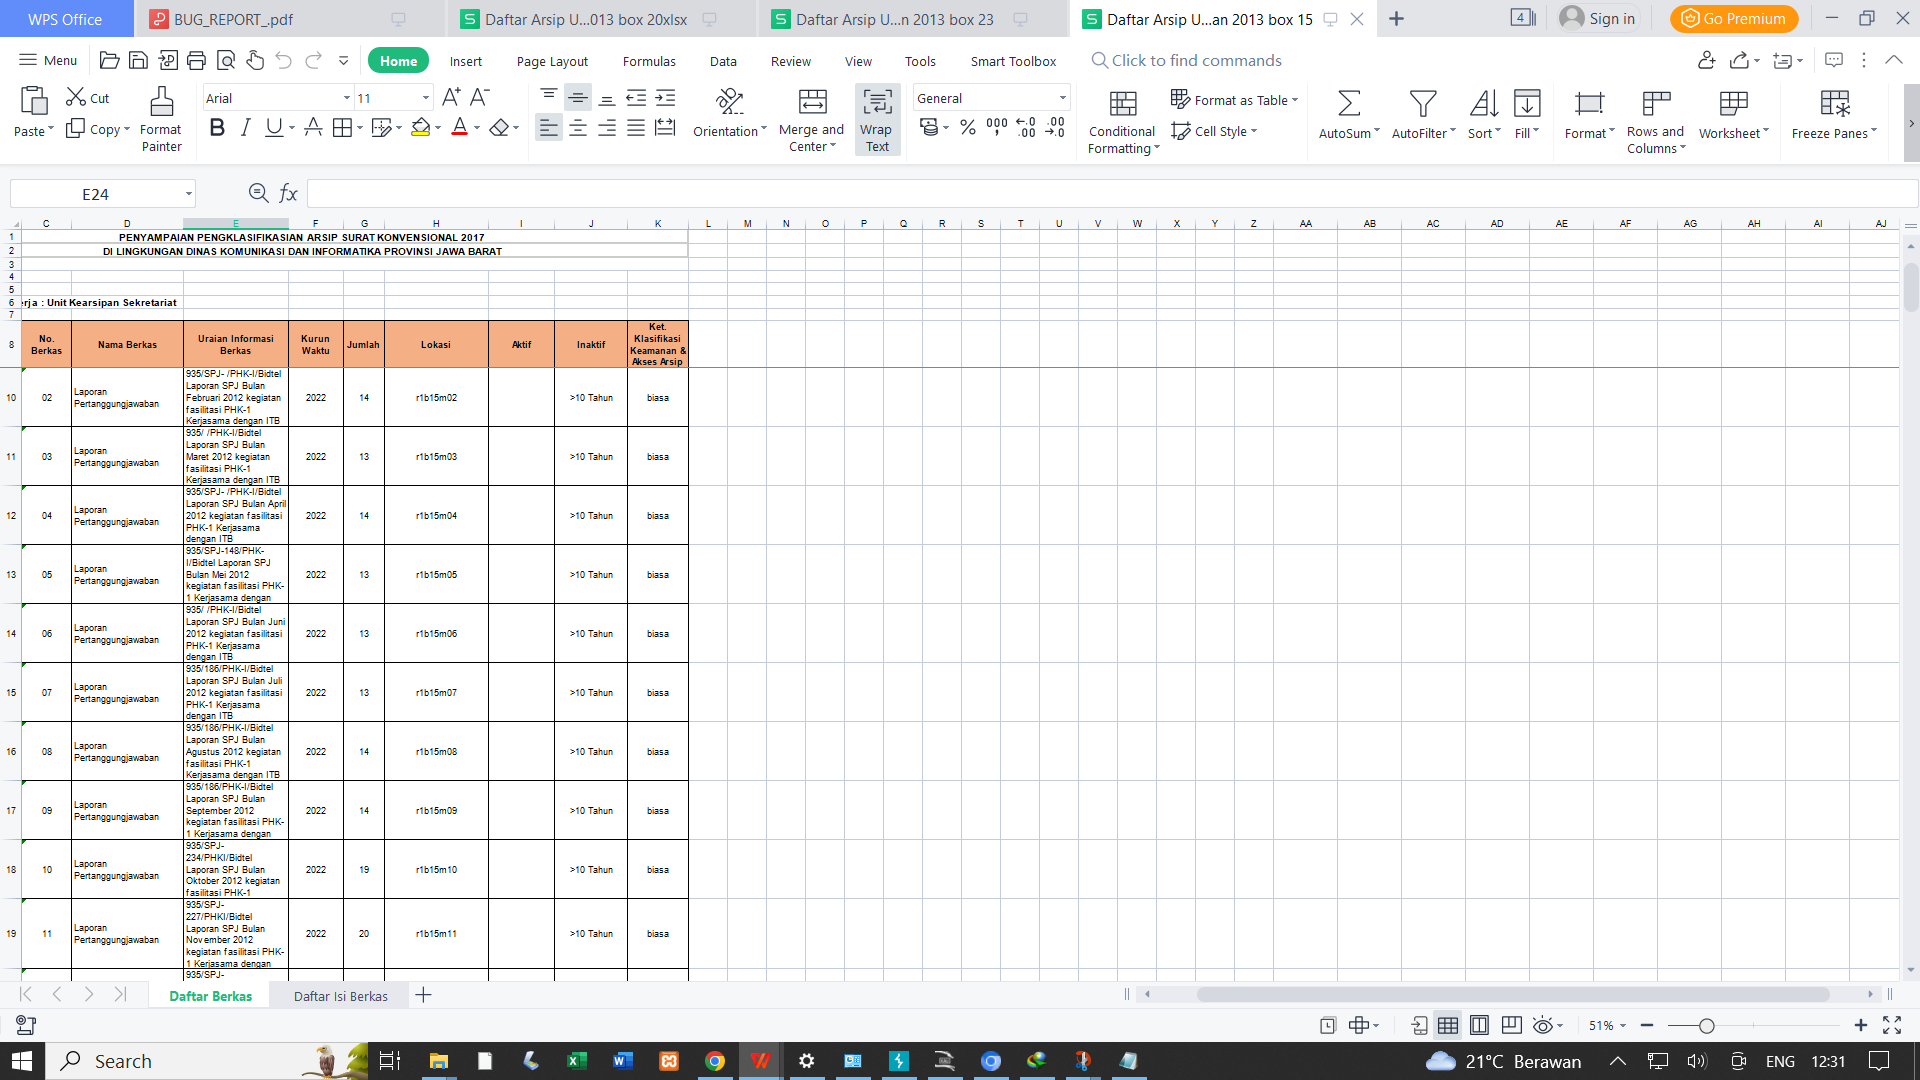 WPS Office
BUG_REPORT_.pdf
Daftar Arsip U...013 box 20xlsx
Daftar Arsip U...n 2013 box 23
Daftar Arsip U...an 2013 box 15
4
Sign in
Go Premium
Menu
Home
Insert
Page Layout
Formulas
Data
Review
View
Tools
Smart Toolbox
Click to find commands
Paste
Cut
Copy
Format Painter
Arial
11
Orientation
Merge and Center
Wrap Text
General
Conditional Formatting
Format as Table
Cell Style
AutoSum
AutoFilter
Sort
Fill
Format
Rows and Columns
Worksheet
Freeze Panes
E24
fx
C D E F G H I J K L M N O P Q R S T U V W X Y Z AA AB AC AD AE AF AG AH AI AJ
1 PENYAMPAIAN PENGKLASIFIKASIAN ARSIP SURAT KONVENSIONAL 2017
2 DI LINGKUNGAN DINAS KOMUNIKASI DAN INFORMATIKA PROVINSI JAWA BARAT
3
4
5
6 erja : Unit Kearsipan Sekretariat
7
8 No. Berkas Nama Berkas Uraian Informasi Berkas Kurun Waktu Jumlah Lokasi Aktif Inaktif Ket. Klasifikasi Keamanan & Akses Arsip
10 02 Laporan Pertanggungjawaban 935/SPJ- /PHK-I/Bidtel Laporan SPJ Bulan Februari 2012 kegiatan fasilitasi PHK-1 Kerjasama dengan ITB 2022 14 r1b15m02 >10 Tahun biasa
11 03 Laporan Pertanggungjawaban 935/ /PHK-I/Bidtel Laporan SPJ Bulan Maret 2012 kegiatan fasilitasi PHK-1 Kerjasama dengan ITB 2022 13 r1b15m03 >10 Tahun biasa
12 04 Laporan Pertanggungjawaban 935/SPJ- /PHK-I/Bidtel Laporan SPJ Bulan April 2012 kegiatan fasilitasi PHK-1 Kerjasama dengan ITB 2022 14 r1b15m04 >10 Tahun biasa
13 05 Laporan Pertanggungjawaban 935/SPJ-148/PHK-I/Bidtel Laporan SPJ Bulan Mei 2012 kegiatan fasilitasi PHK-1 Kerjasama dengan 2022 13 r1b15m05 >10 Tahun biasa
14 06 Laporan Pertanggungjawaban 935/ /PHK-I/Bidtel Laporan SPJ Bulan Juni 2012 kegiatan fasilitasi PHK-1 Kerjasama dengan ITB 2022 13 r1b15m06 >10 Tahun biasa
15 07 Laporan Pertanggungjawaban 935/186/PHK-I/Bidtel Laporan SPJ Bulan Juli 2012 kegiatan fasilitasi PHK-1 Kerjasama dengan ITB 2022 13 r1b15m07 >10 Tahun biasa
16 08 Laporan Pertanggungjawaban 935/186/PHK-I/Bidtel Laporan SPJ Bulan Agustus 2012 kegiatan fasilitasi PHK-1 Kerjasama dengan ITB 2022 14 r1b15m08 >10 Tahun biasa
17 09 Laporan Pertanggungjawaban 935/186/PHK-I/Bidtel Laporan SPJ Bulan September 2012 kegiatan fasilitasi PHK-1 Kerjasama dengan 2022 14 r1b15m09 >10 Tahun biasa
18 10 Laporan Pertanggungjawaban 935/SPJ-234/PHKI/Bidtel Laporan SPJ Bulan Oktober 2012 kegiatan fasilitasi PHK-1 2022 19 r1b15m10 >10 Tahun biasa
19 11 Laporan Pertanggungjawaban 935/SPJ-227/PHKI/Bidtel Laporan SPJ Bulan November 2012 kegiatan fasilitasi PHK-1 Kerjasama dengan 2022 20 r1b15m11 >10 Tahun biasa
935/SPJ-
Daftar Berkas
Daftar Isi Berkas
51%
Search
21°C Berawan
ENG
12:31